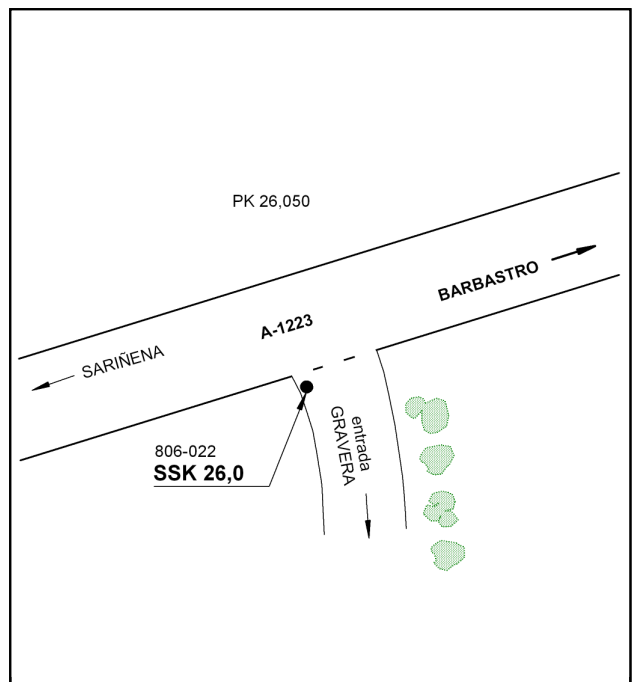 PK 26,050
BARBASTRO
A-1223
SARIÑENA
806-022
SSK 26,0
entrada
GRAVERA